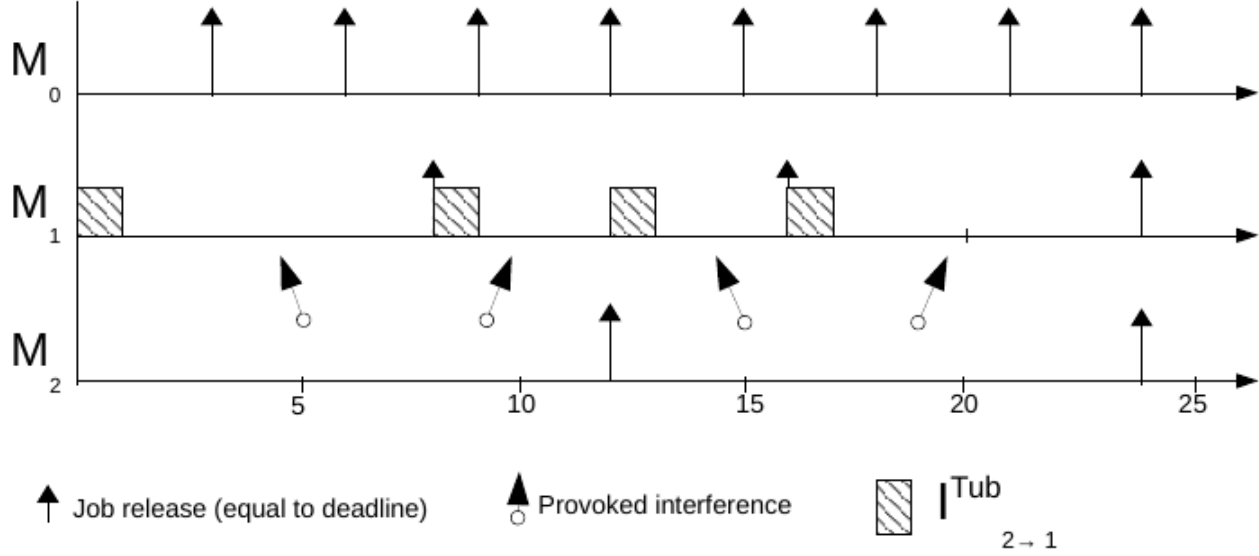 M
0
M
1
M
2
5 10 15 20 25
Job release (equal to deadline) Provoked interference I Tub
2→ 1